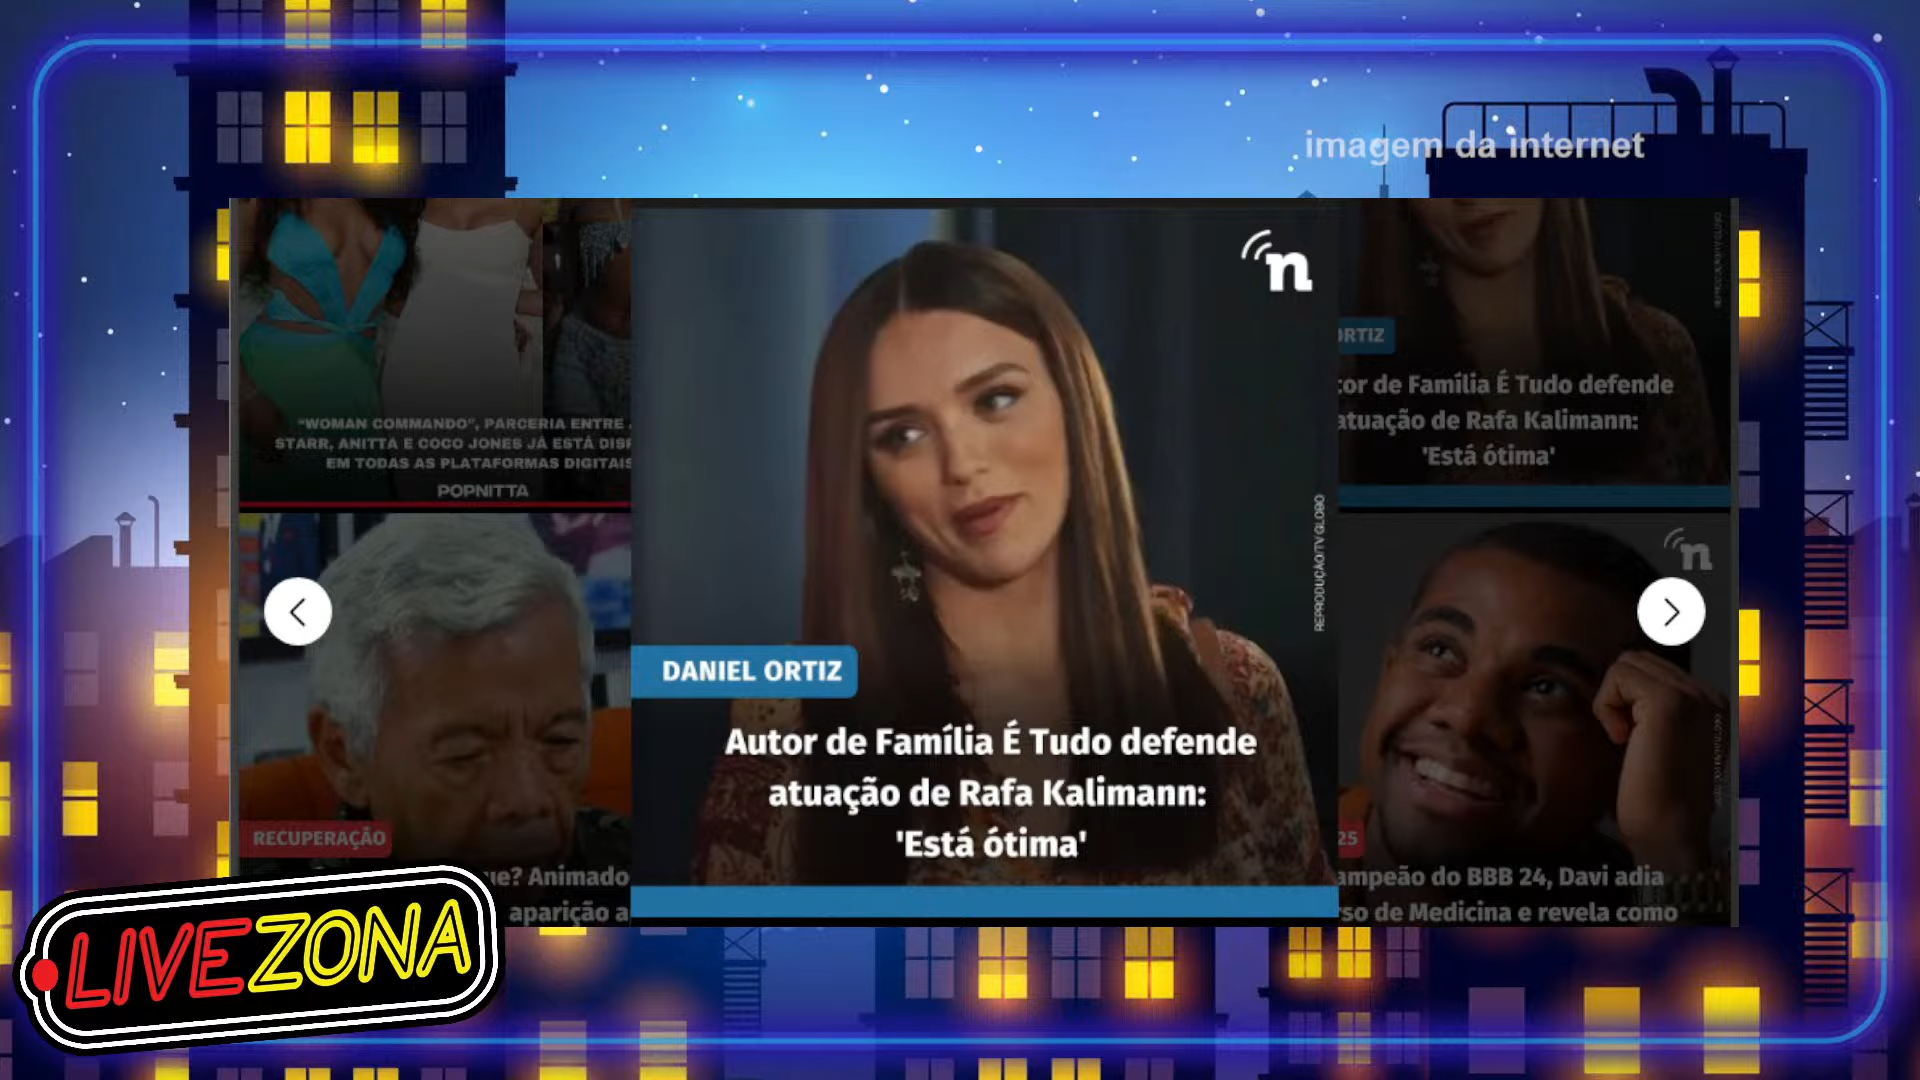 imagem da internet
"WOMAN COMMANDO", PARCERIA ENTRE
STARR, ANITTA E COCO JONES JÁ ESTÁ
EM TODAS AS PLATAFORMAS DIGITAIS
POPNITTA
n
REPRODUÇÃO/TV GLOBO
DANIEL ORTIZ
Autor de Família É Tudo defende
atuação de Rafa Kalimann:
'Está ótima'
ORTIZ
tor de Família É Tudo defende
atuação de Rafa Kalimann:
'Está ótima'
RECUPERAÇÃO
ue? Animado
aparição a
n
25
ampeão do BBB 24, Davi adia
rso de Medicina e revela como
LIVEZONA